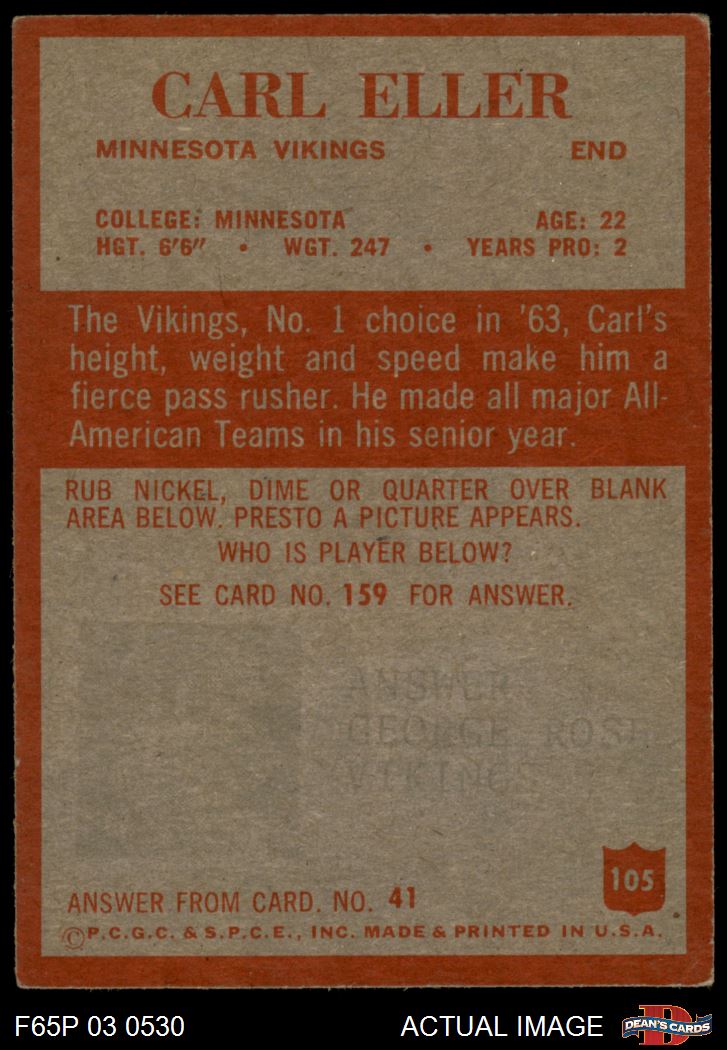 CARL ELLER
MINNESOTA VIKINGS END
COLLEGE: MINNESOTA AGE: 22
HGT. 6'6" • WGT. 247 • YEARS PRO: 2
The Vikings, No. 1 choice in '63, Carl's
height, weight and speed make him a
fierce pass rusher. He made all major All-
American Teams in his senior year.
RUB NICKEL, DIME OR QUARTER OVER BLANK
AREA BELOW. PRESTO A PICTURE APPEARS.
WHO IS PLAYER BELOW?
SEE CARD NO. 159 FOR ANSWER.
ANSWER
GEORGE ROSE
VIKINGS
105
ANSWER FROM CARD. NO. 41
©P.C.G.C. & S.P.C.E., INC. MADE & PRINTED IN U.S.A.
F65P 03 0530 ACTUAL IMAGE
D
DEAN'S CARDS